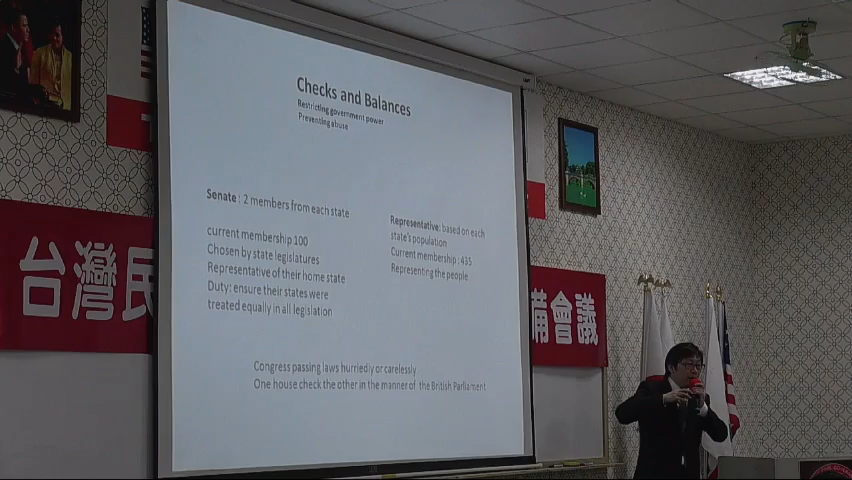 Checks and Balances
Restricting government power
Preventing abuse
Senate : 2 members from each state
current membership 100
Chosen by state legislatures
Representative of their home state
Duty: ensure their states were
treated equally in all legislation
Representative: based on each
state's population
Current membership : 435
Representing the people
Congress passing laws hurriedly or carelessly
One house check the other in the manner of the British Parliament
台灣民
備會議